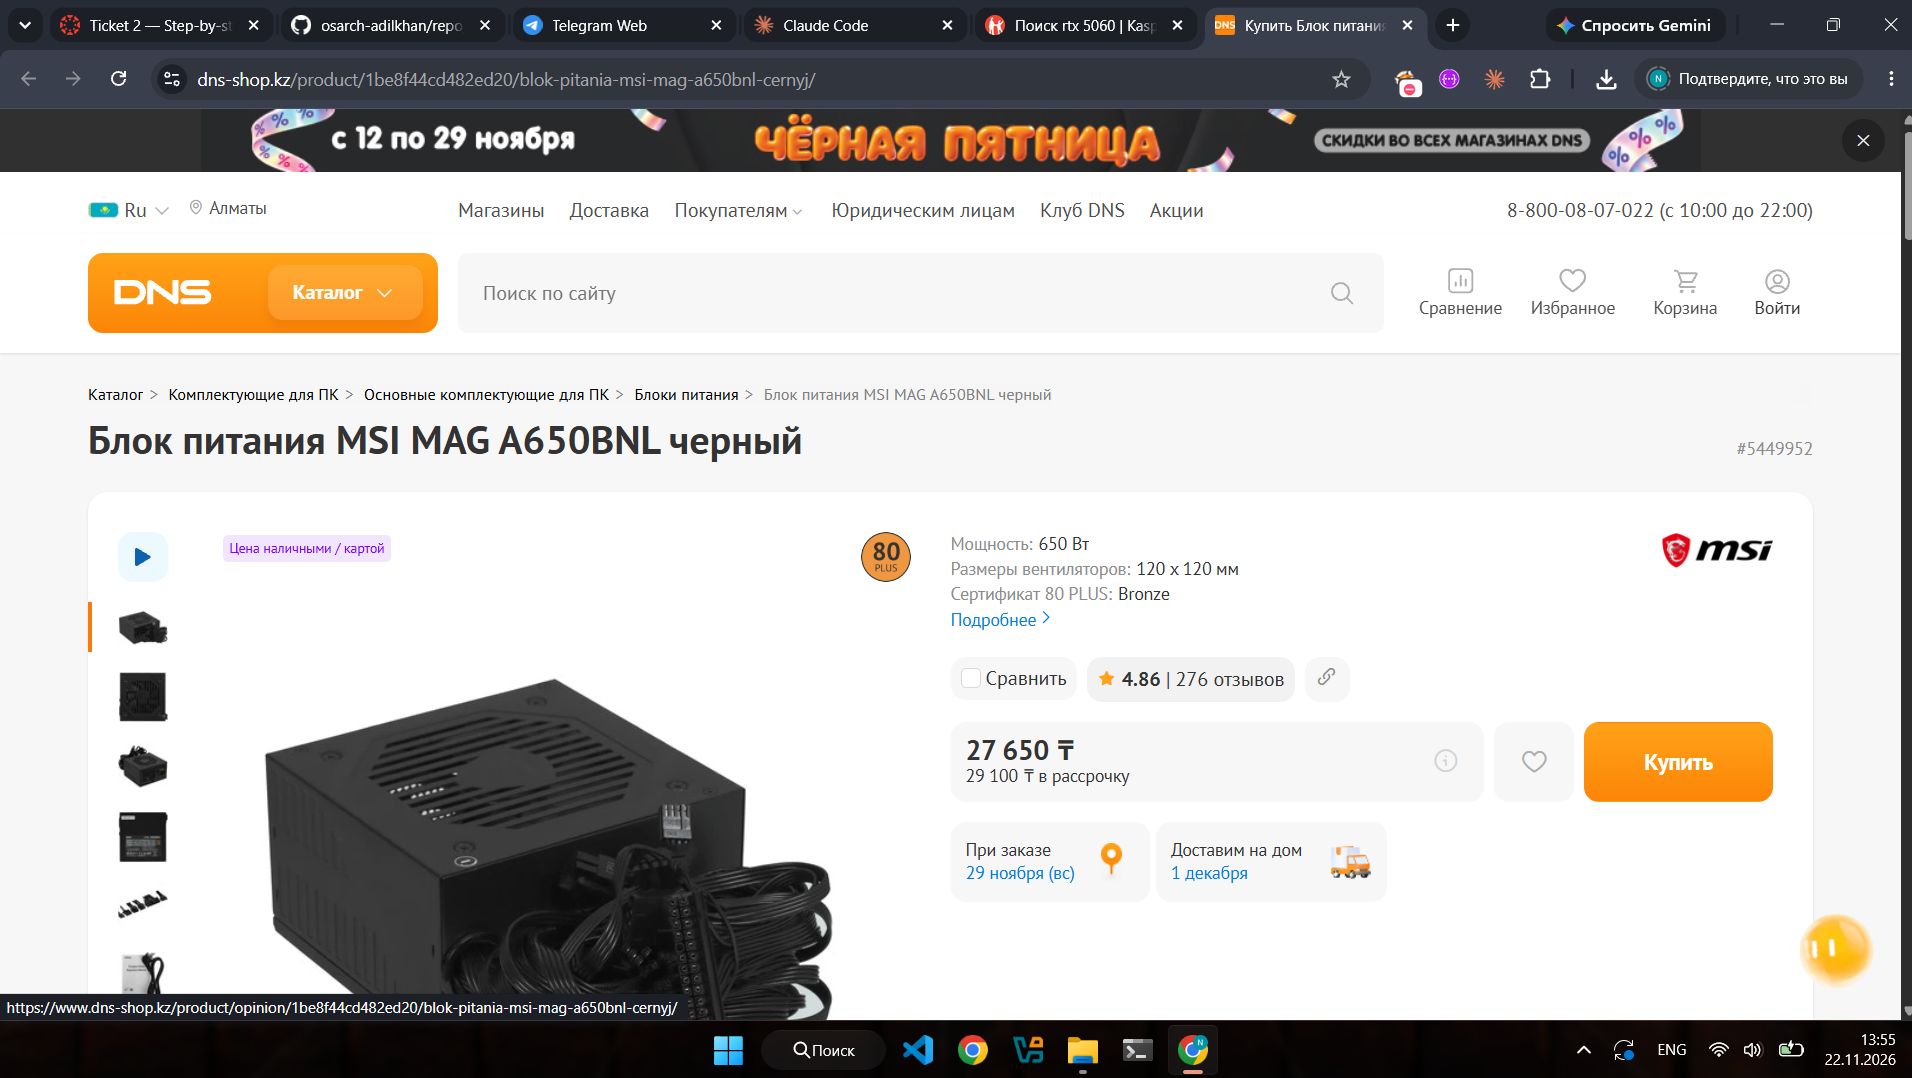 Ticket 2 — Step-by-st
osarch-adilkhan/repo
Telegram Web
Claude Code
Поиск rtx 5060 | Kasp
DNS
Купить Блок питания
Спросить Gemini
dns-shop.kz/product/1be8f44cd482ed20/blok-pitania-msi-mag-a650bnl-cernyj/
N
Подтвердите, что это вы
с 12 по 29 ноября
ЧЁРНАЯ ПЯТНИЦА
СКИДКИ ВО ВСЕХ МАГАЗИНАХ DNS
Ru
Алматы
Магазины
Доставка
Покупателям
Юридическим лицам
Клуб DNS
Акции
8-800-08-07-022 (с 10:00 до 22:00)
DNS
Каталог
Поиск по сайту
Сравнение
Избранное
Корзина
Войти
Каталог > Комплектующие для ПК > Основные комплектующие для ПК > Блоки питания > Блок питания MSI MAG A650BNL черный
Блок питания MSI MAG A650BNL черный
#5449952
Цена наличными / картой
80
PLUS
Мощность: 650 Вт
Размеры вентиляторов: 120 x 120 мм
Сертификат 80 PLUS: Bronze
Подробнее >
msi
Сравнить
4.86 | 276 отзывов
27 650 ₸
29 100 ₸ в рассрочку
Купить
При заказе
29 ноября (вс)
Доставим на дом
1 декабря
https://www.dns-shop.kz/product/opinion/1be8f44cd482ed20/blok-pitania-msi-mag-a650bnl-cernyj/
Поиск
N
ENG
13:55
22.11.2026